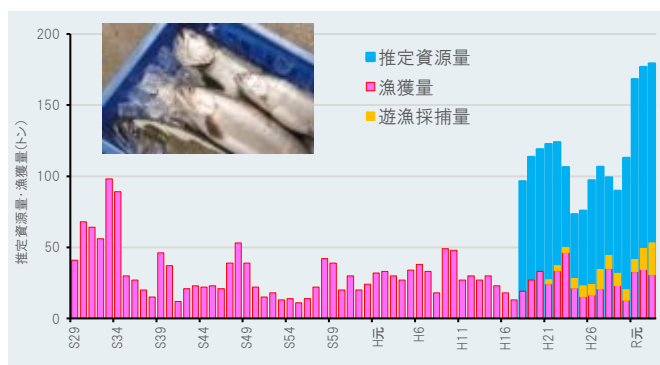 200
150
100
50
0
推定資源量・漁獲量(トン)
推定資源量
漁獲量
遊漁採捕量
S29
S34
S39
S44
S49
S54
S59
H元
H6
H11
H16
H21
H26
R元